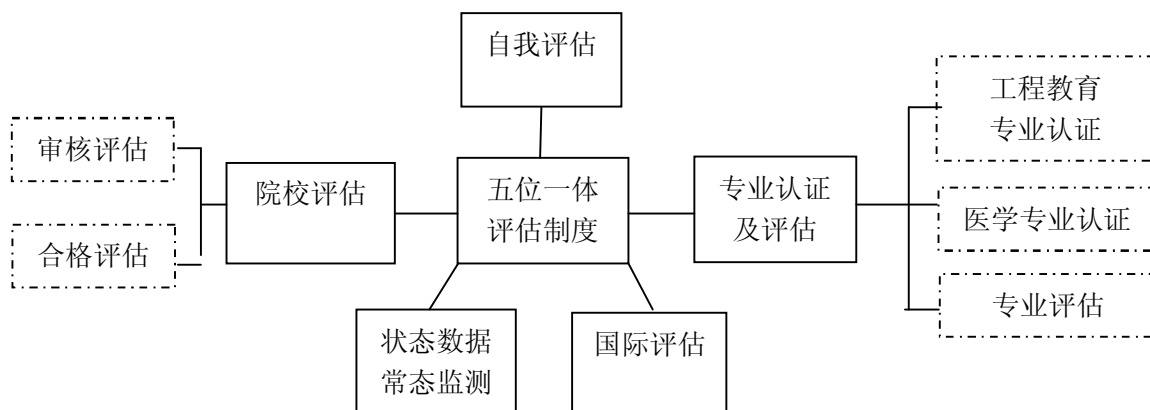 自我评估
工程教育
专业认证
审核评估
院校评估
五位一体
评估制度
专业认证
及评估
医学专业认证
合格评估
专业评估
状态数据
常态监测
国际评估